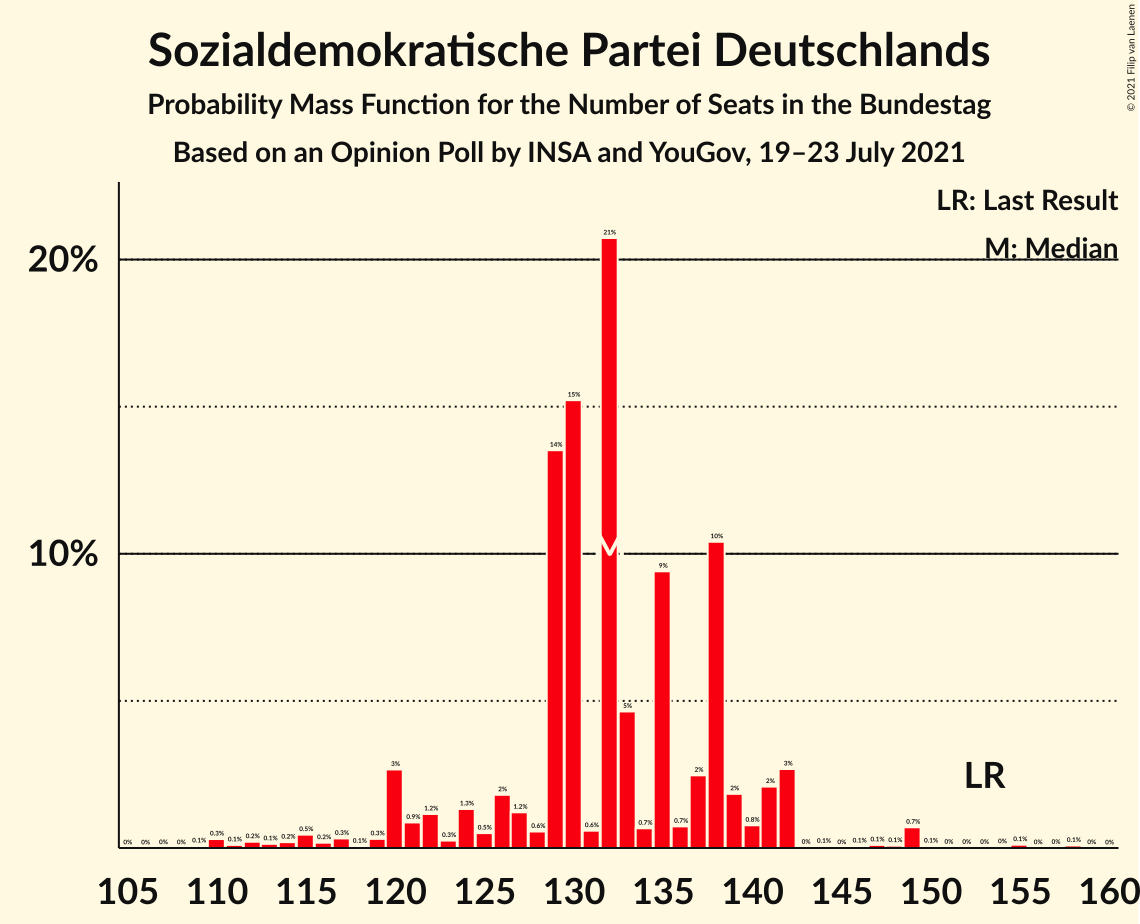 Sozialdemokratische Partei Deutschlands
Probability Mass Function for the Number of Seats in the Bundestag
Based on an Opinion Poll by INSA and YouGov, 19–23 July 2021
© 2021 Filip van Laenen
LR: Last Result
M: Median
20%
10%
0% 0% 0% 0% 0.1% 0.3% 0.1% 0.2% 0.1% 0.2% 0.5% 0.2% 0.3% 0.1% 0.3% 3% 0.9% 1.2% 0.3% 1.3% 0.5% 2% 1.2% 0.6% 14% 15% 0.6% 21% 5% 0.7% 9% 0.7% 2% 10% 2% 0.8% 2% 3% 0% 0.1% 0% 0.1% 0.1% 0.1% 0.7% 0.1% 0% 0% 0% 0% 0.1% 0% 0% 0.1% 0% 0%
M
LR
105 110 115 120 125 130 135 140 145 150 155 160